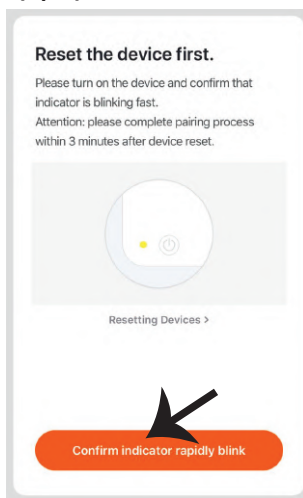 Reset the device first.
Please turn on the device and confirm that
indicator is blinking fast.
Attention: please complete pairing process
within 3 minutes after device reset.
Resetting Devices >
Confirm indicator rapidly blink